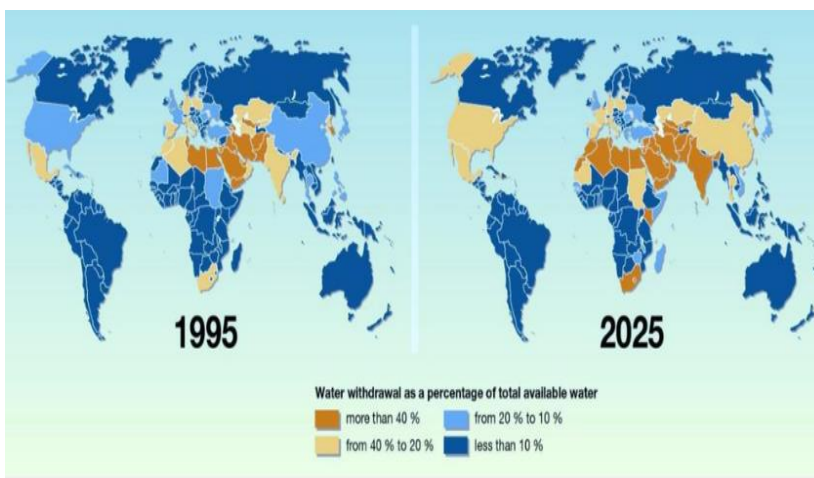 1995
2025
Water withdrawal as a percentage of total available water
more than 40 %
from 20 % to 10 %
from 40 % to 20 %
less than 10 %